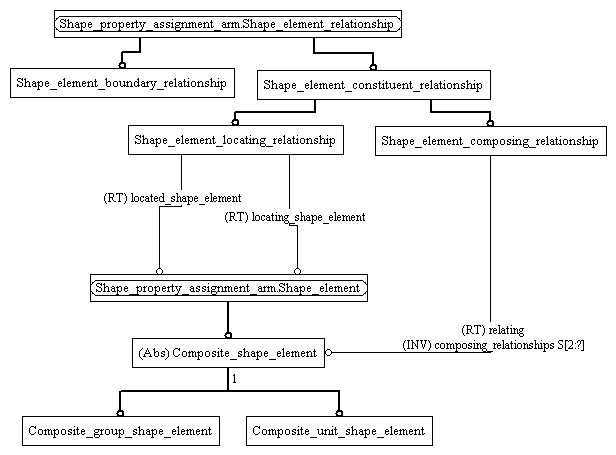 Shape_property_assignment_arm.Shape_element_relationship
Shape_element_boundary_relationship
Shape_element_constituent_relationship
Shape_element_locating_relationship
Shape_element_composing_relationship
(RT) located_shape_element
(RT) locating_shape_element
Shape_property_assignment_arm.Shape_element
(RT) relating
(INV) composing_relationships S[2:?]
(Abs) Composite_shape_element
1
Composite_group_shape_element
Composite_unit_shape_element